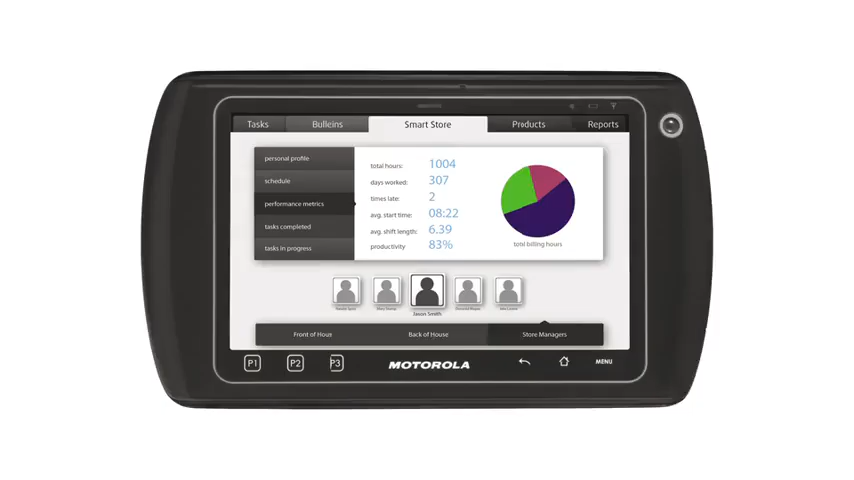 Tasks
Bulleins
Smart Store
Products
Reports
personal profile
schedule
performance metrics
tasks completed
tasks in progress
total hours: 1004
days worked: 307
times late: 2
avg. start time: 08:22
avg. shift length: 6.39
productivity 83%
total billing hours
Jason Smith
Front of Hous
Back of House
Store Managers
P1
P2
P3
MOTOROLA
MENU